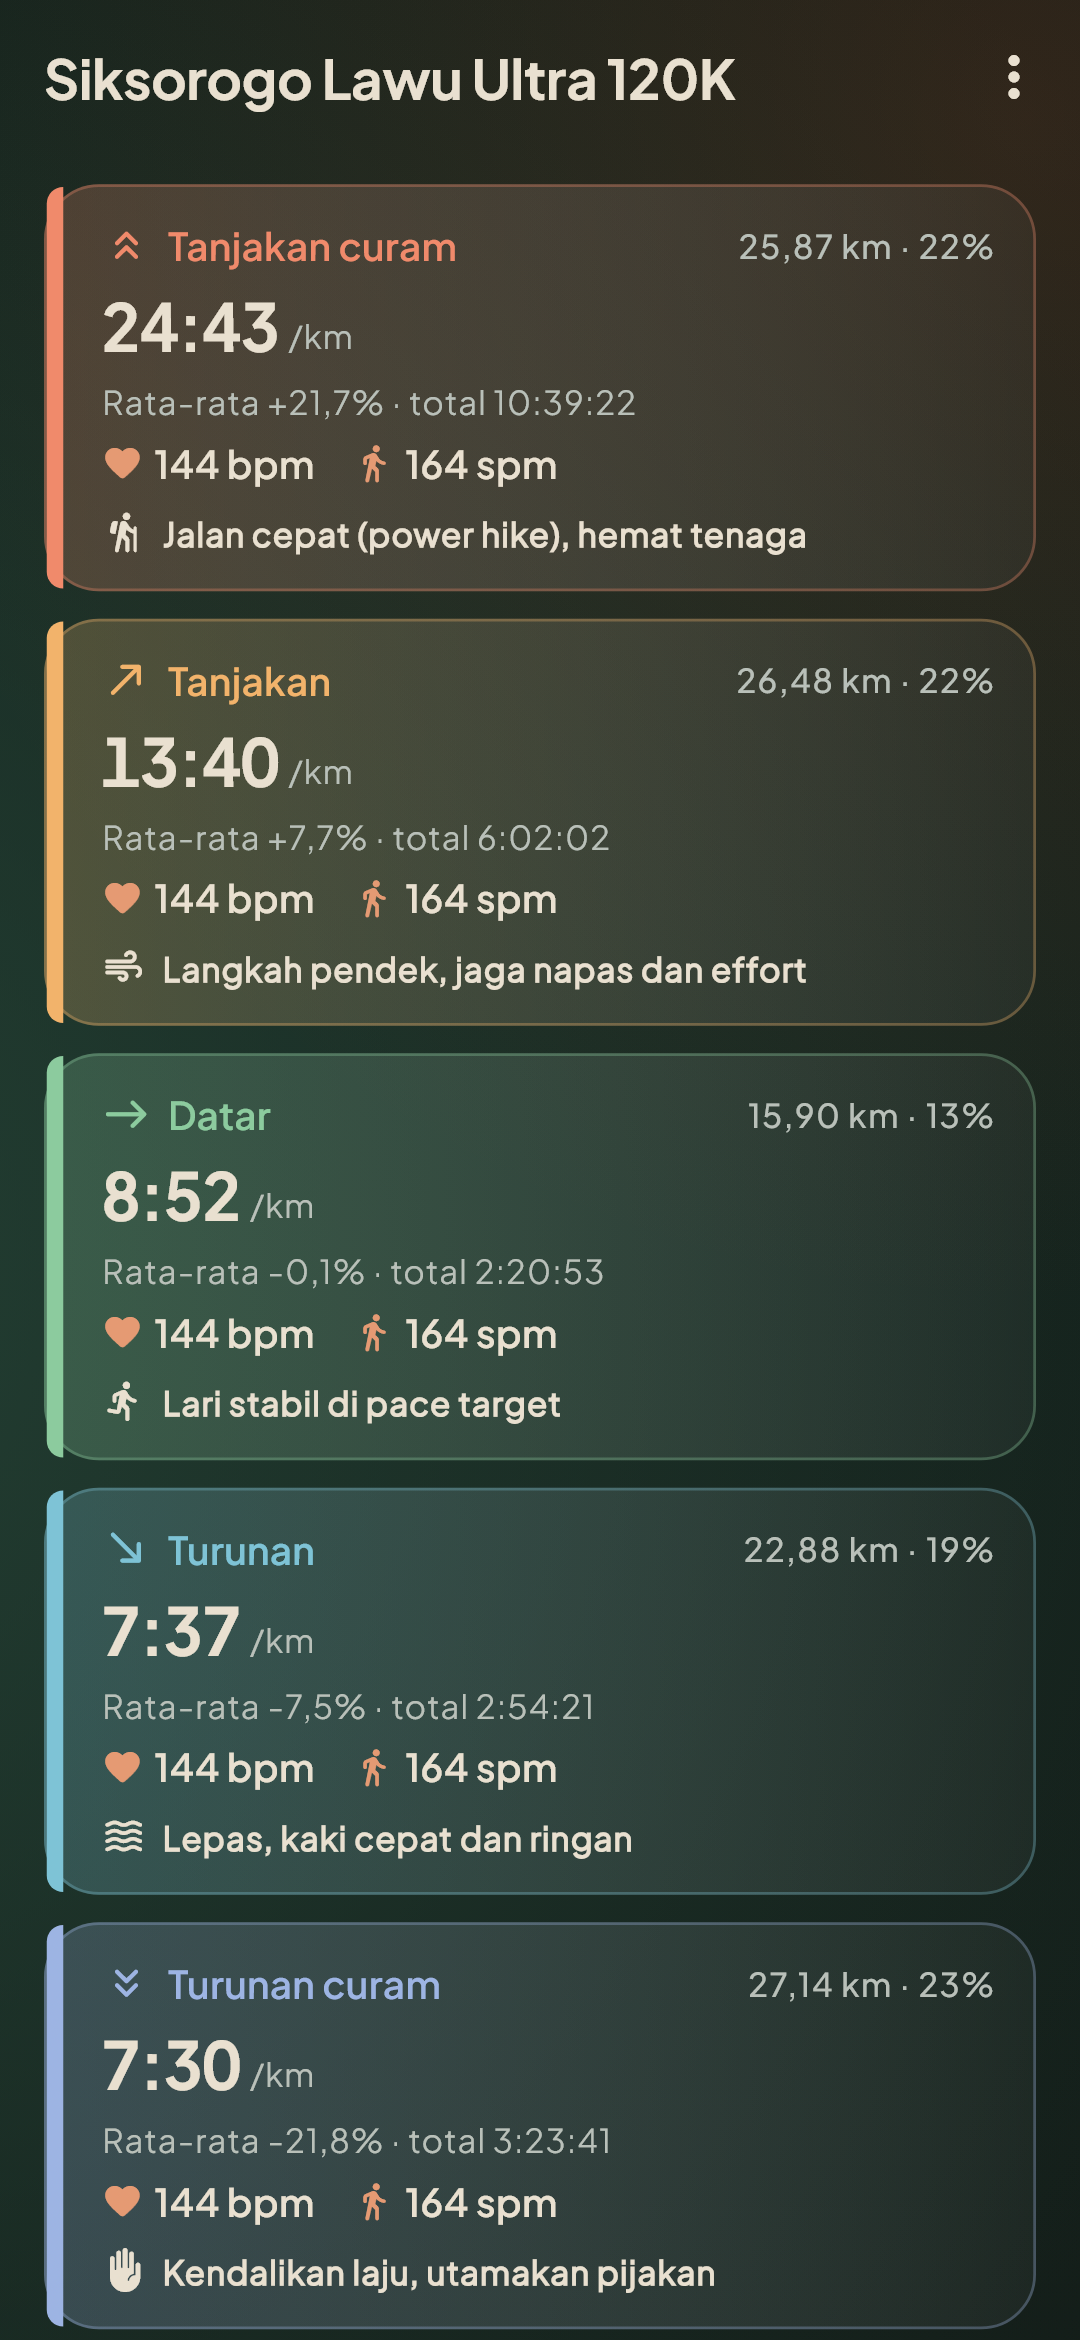 Siksorogo Lawu Ultra 120K
Tanjakan curam 25,87 km · 22%
24:43 /km
Rata-rata +21,7% · total 10:39:22
144 bpm 164 spm
Jalan cepat (power hike), hemat tenaga
Tanjakan 26,48 km · 22%
13:40 /km
Rata-rata +7,7% · total 6:02:02
144 bpm 164 spm
Langkah pendek, jaga napas dan effort
Datar 15,90 km · 13%
8:52 /km
Rata-rata -0,1% · total 2:20:53
144 bpm 164 spm
Lari stabil di pace target
Turunan 22,88 km · 19%
7:37 /km
Rata-rata -7,5% · total 2:54:21
144 bpm 164 spm
Lepas, kaki cepat dan ringan
Turunan curam 27,14 km · 23%
7:30 /km
Rata-rata -21,8% · total 3:23:41
144 bpm 164 spm
Kendalikan laju, utamakan pijakan